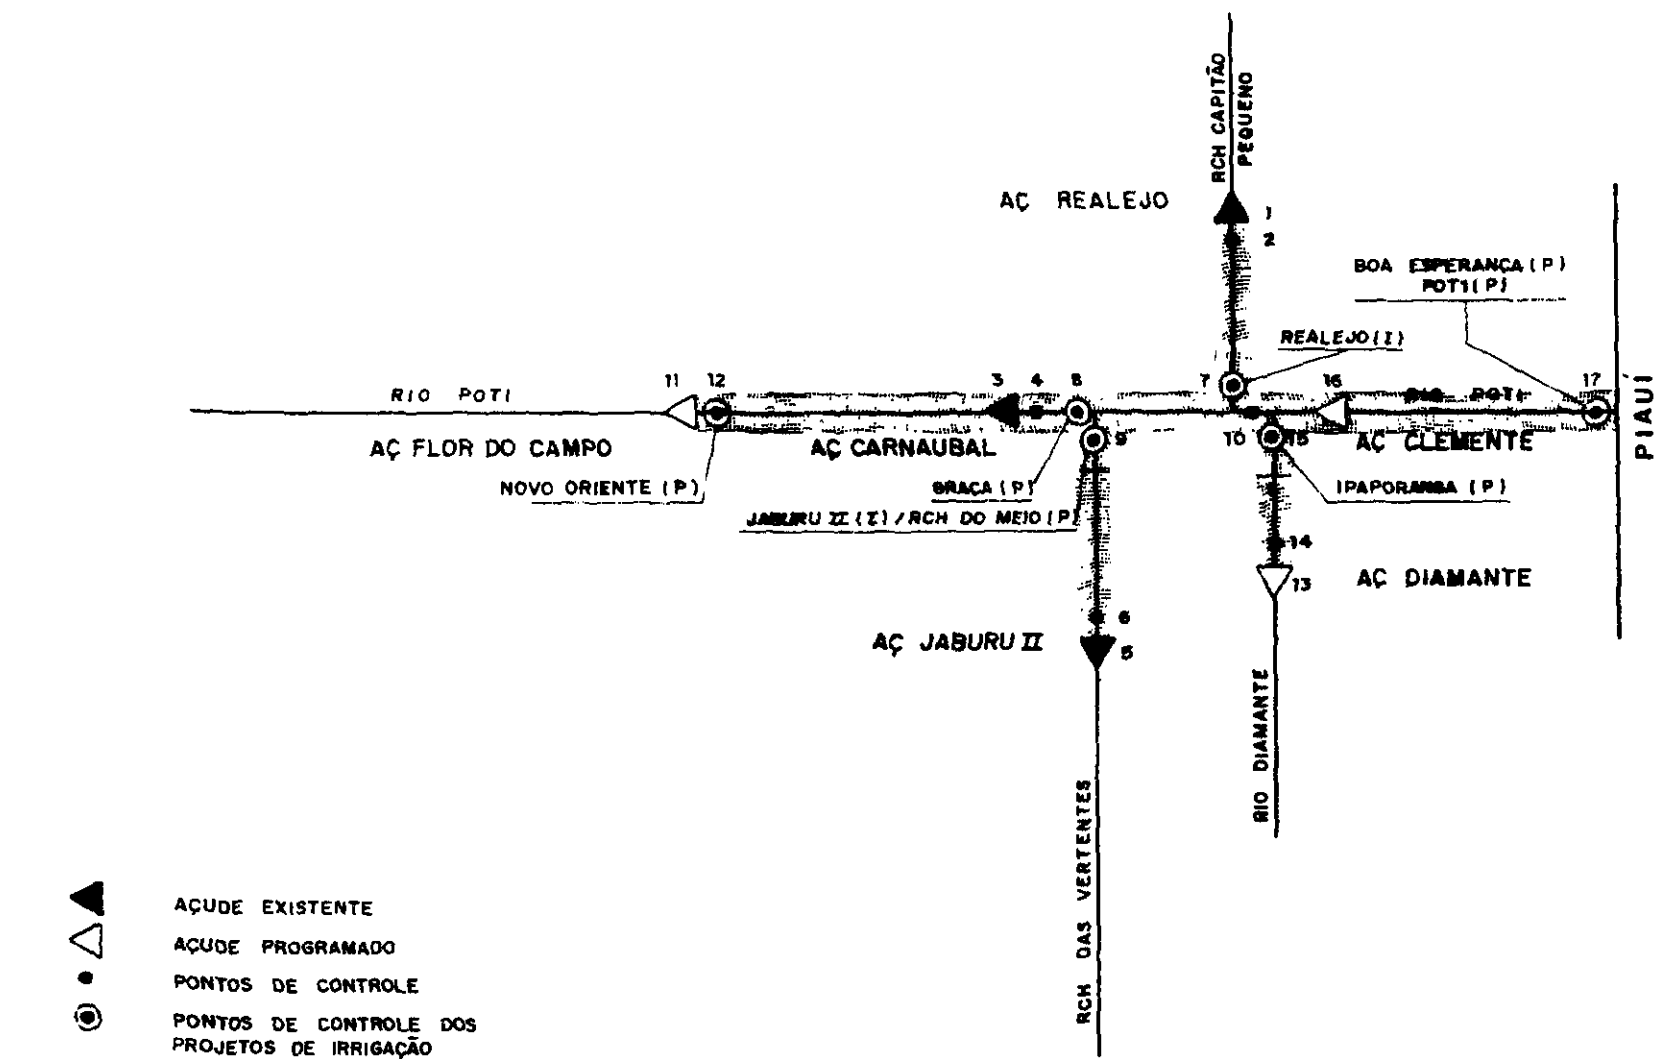 RCH CAPITÃO
PEQUENO
AÇ REALEJO
1
2
BOA ESPERANÇA (P)
POTI (P)
REALEJO (I)
RIO POTI
11
12
3
4
8
7
16
RIO POTI
17
PIAUÍ
AÇ FLOR DO CAMPO
AÇ CARNAUBAL
9
10
15
AÇ CLEMENTE
NOVO ORIENTE (P)
GRAÇA (P)
IPAPORANGA (P)
JABURU II (I) / RCH DO MEIO (P)
14
13
AÇ DIAMANTE
6
AÇ JABURU II
5
RIO DIAMANTE
RCH DAS VERTENTES
AÇUDE EXISTENTE
AÇUDE PROGRAMADO
PONTOS DE CONTROLE
PONTOS DE CONTROLE DOS
PROJETOS DE IRRIGAÇÃO